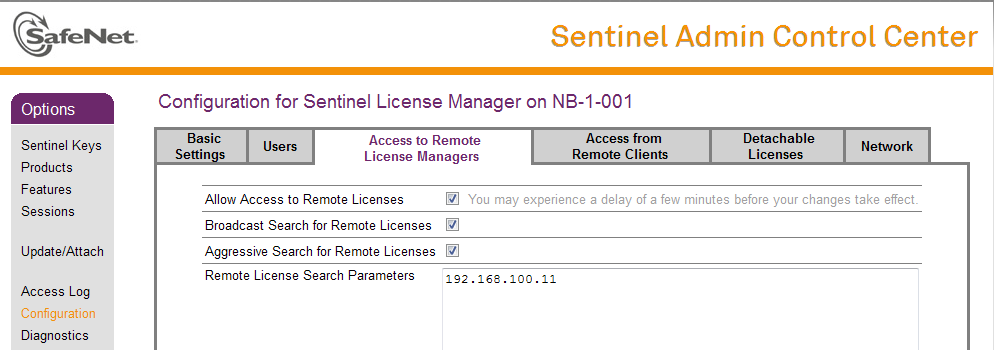 SafeNet.
Sentinel Admin Control Center
Options
Sentinel Keys
Products
Features
Sessions
Update/Attach
Access Log
Configuration
Diagnostics
Configuration for Sentinel License Manager on NB-1-001
Basic
Settings
Users
Access to Remote
License Managers
Access from
Remote Clients
Detachable
Licenses
Network
Allow Access to Remote Licenses You may experience a delay of a few minutes before your changes take effect.
Broadcast Search for Remote Licenses
Aggressive Search for Remote Licenses
Remote License Search Parameters 192.168.100.11